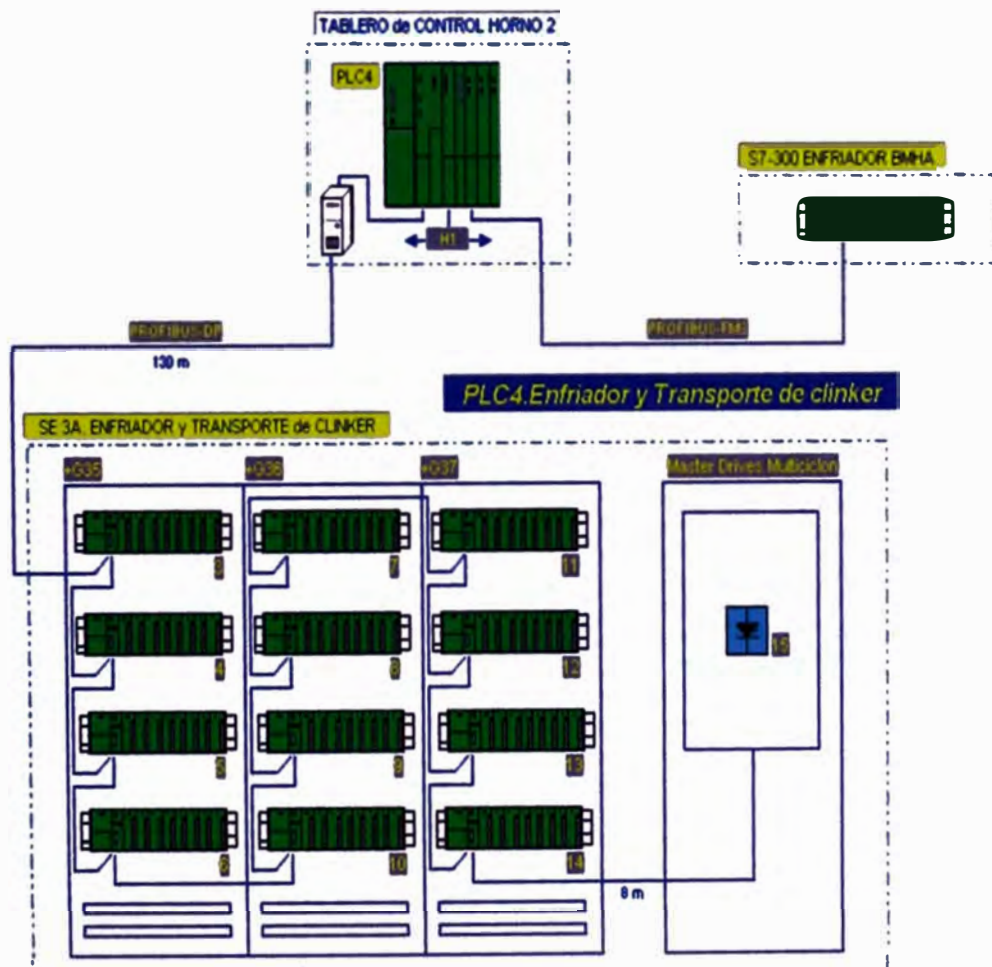 TABLERO de CONTROL HORNO 2
PLC4
S7-300 ENFRIADOR BMHA
H1
PROFIBUS-DP
PROFIBUS-FMS
130 m
PLC4.Enfriador y Transporte de clinker
SE 3A. ENFRIADOR y TRANSPORTE de CLINKER
+G35
+G36
+G37
Master Drives Multiciclon
3
7
11
4
8
12
15
5
9
13
6
10
14
8 m